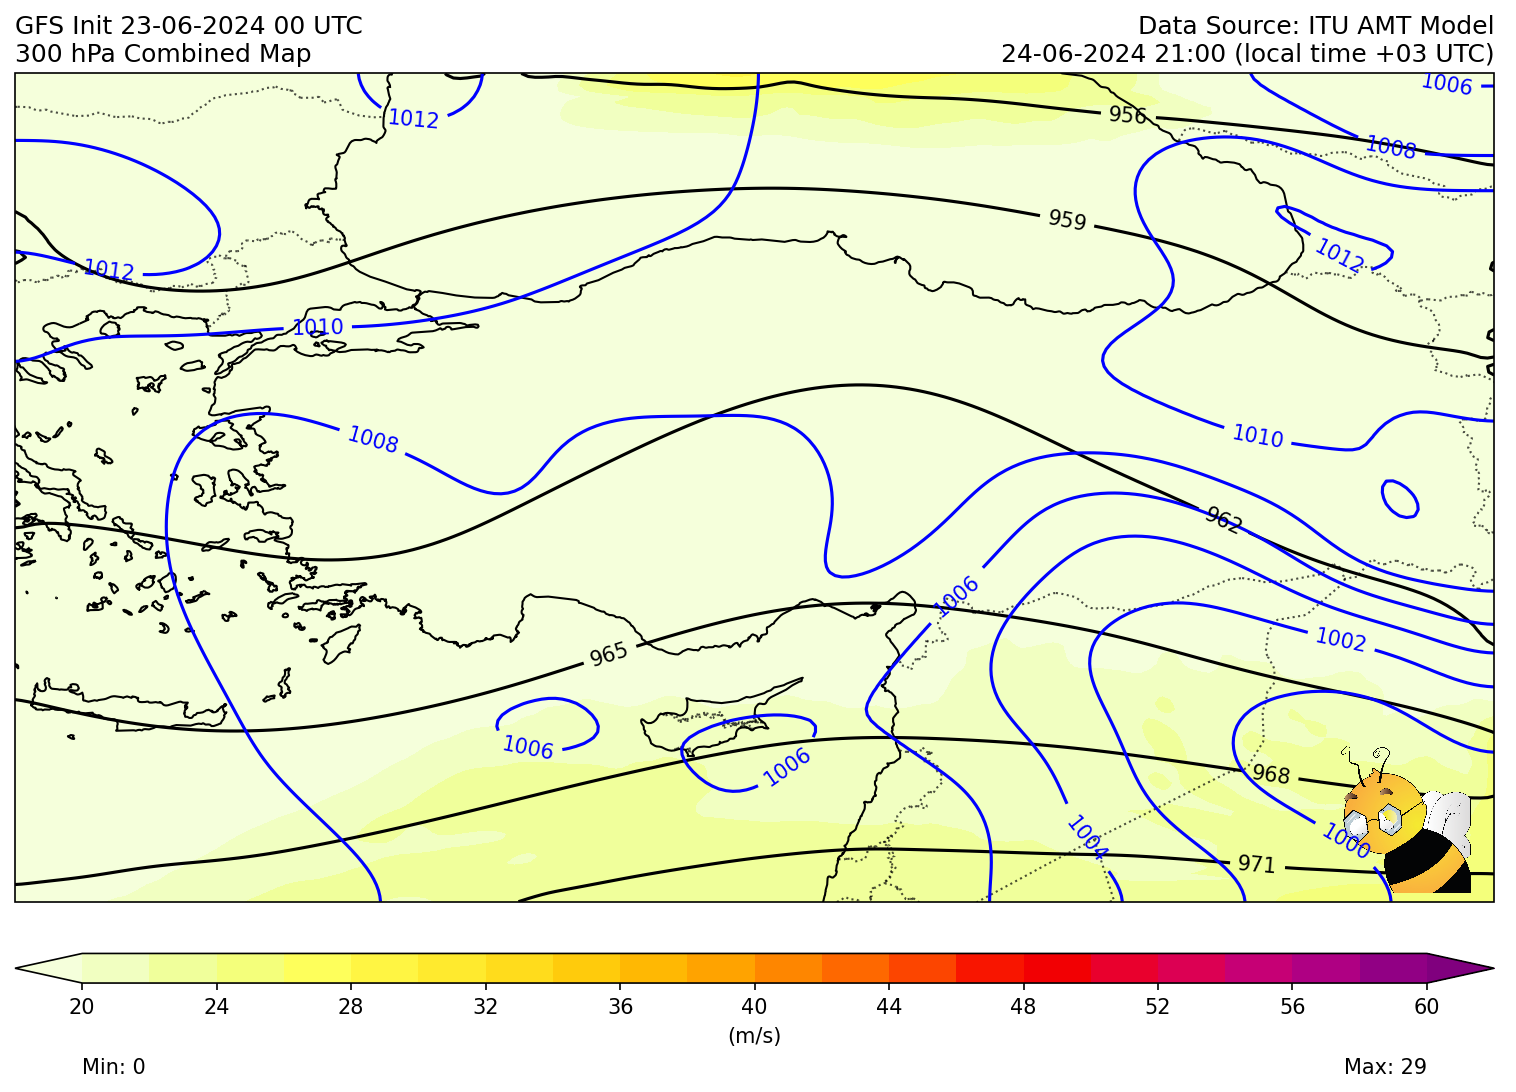 GFS Init 23-06-2024 00 UTC
Data Source: ITU AMT Model
300 hPa Combined Map
24-06-2024 21:00 (local time +03 UTC)
1006
1012
956
1008
959
1012
1012
1010
1008
1010
962
1006
1002
965
1006
1006
968
1004
1000
971
20 24 28 32 36 40 44 48 52 56 60
(m/s)
Min: 0
Max: 29